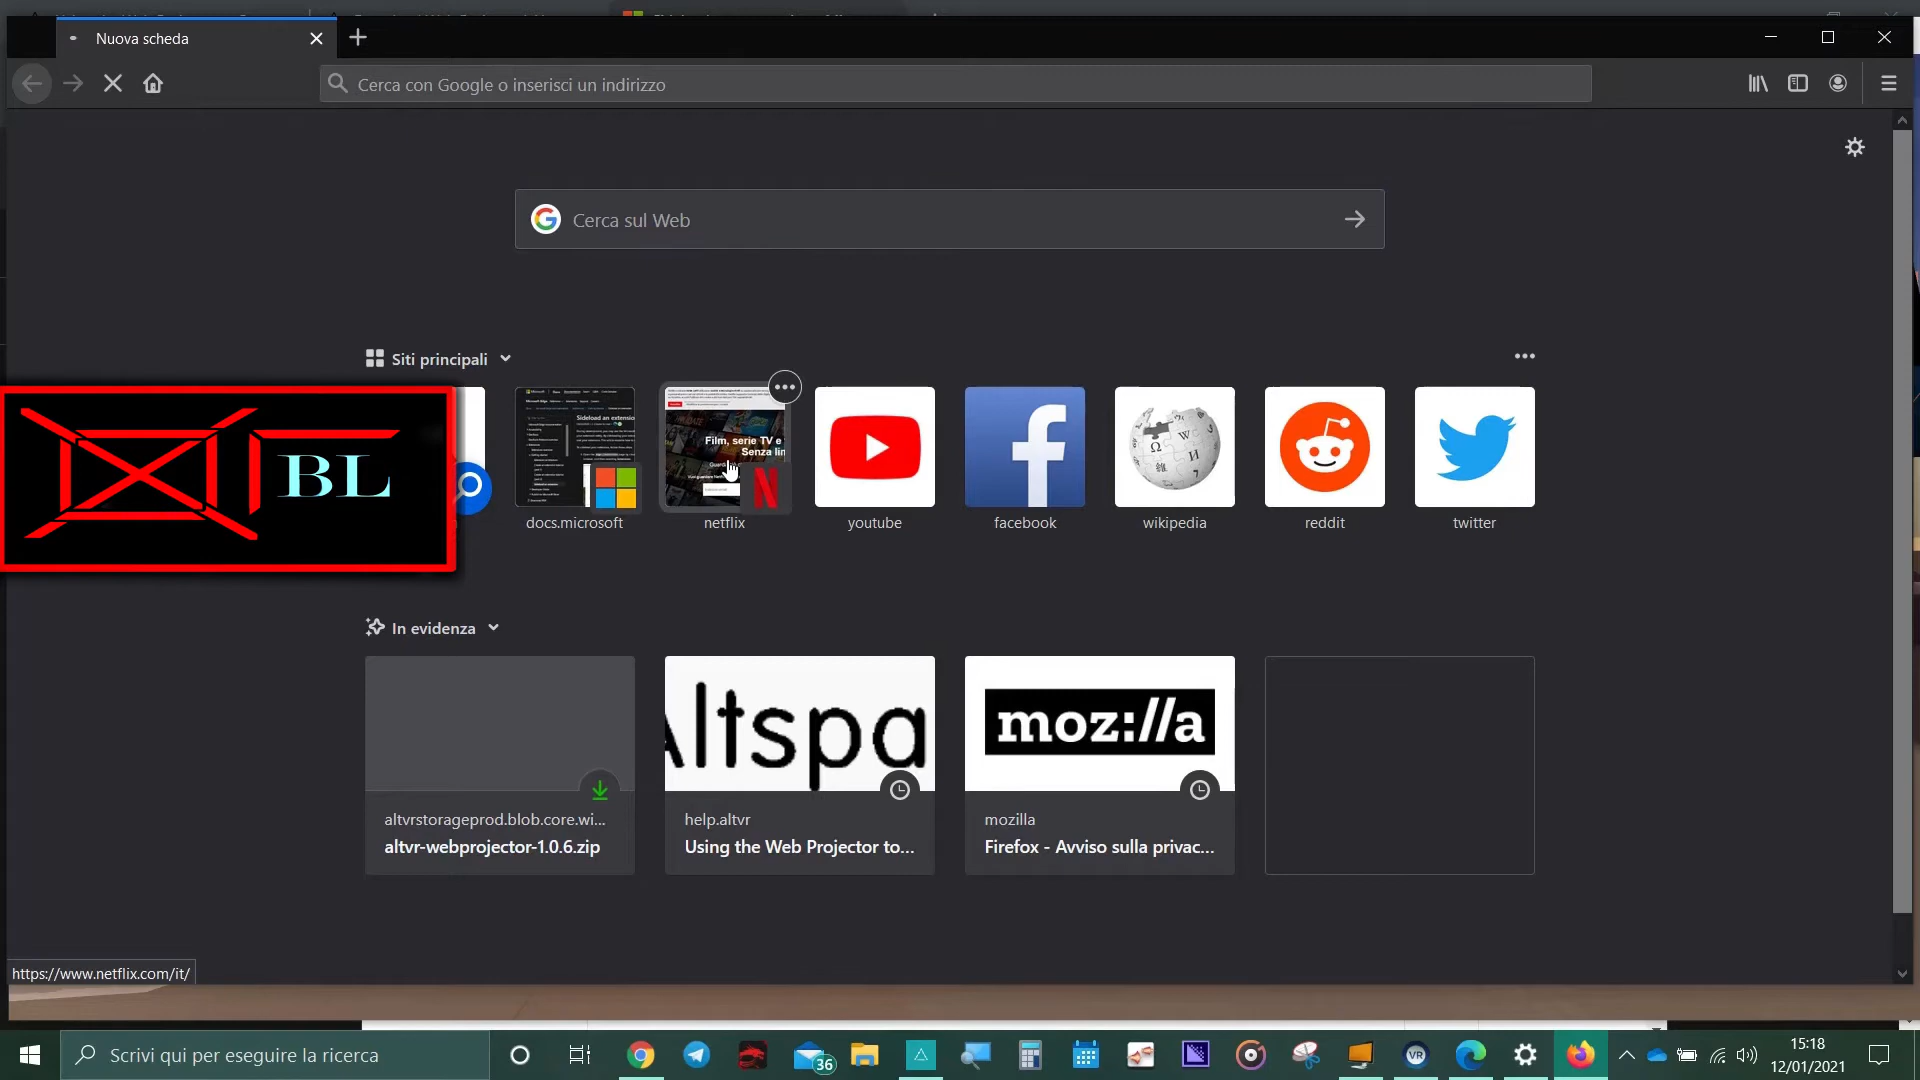 Nuova scheda
Cerca con Google o inserisci un indirizzo
Cerca sul Web
Siti principali
BL
Film, serie TV e
Senza lin
docs.microsoft
netflix
youtube
facebook
wikipedia
reddit
twitter
In evidenza
Altspa
moz://a
altvrstorageprod.blob.core.wi...
altvr-webprojector-1.0.6.zip
help.altvr
Using the Web Projector to...
mozilla
Firefox - Avviso sulla privac...
https://www.netflix.com/it/
Scrivi qui per eseguire la ricerca
36
VR
15:18
12/01/2021